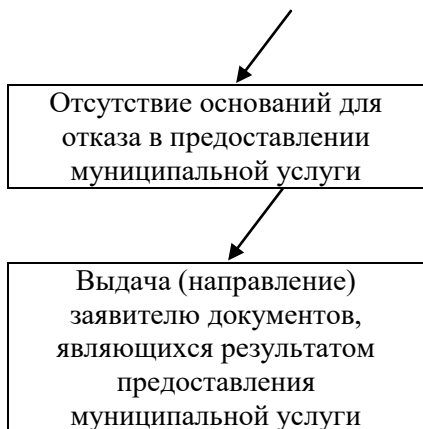 Отсутствие оснований для
отказа в предоставлении
муниципальной услуги
Выдача (направление)
заявителю документов,
являющихся результатом
предоставления
муниципальной услуги